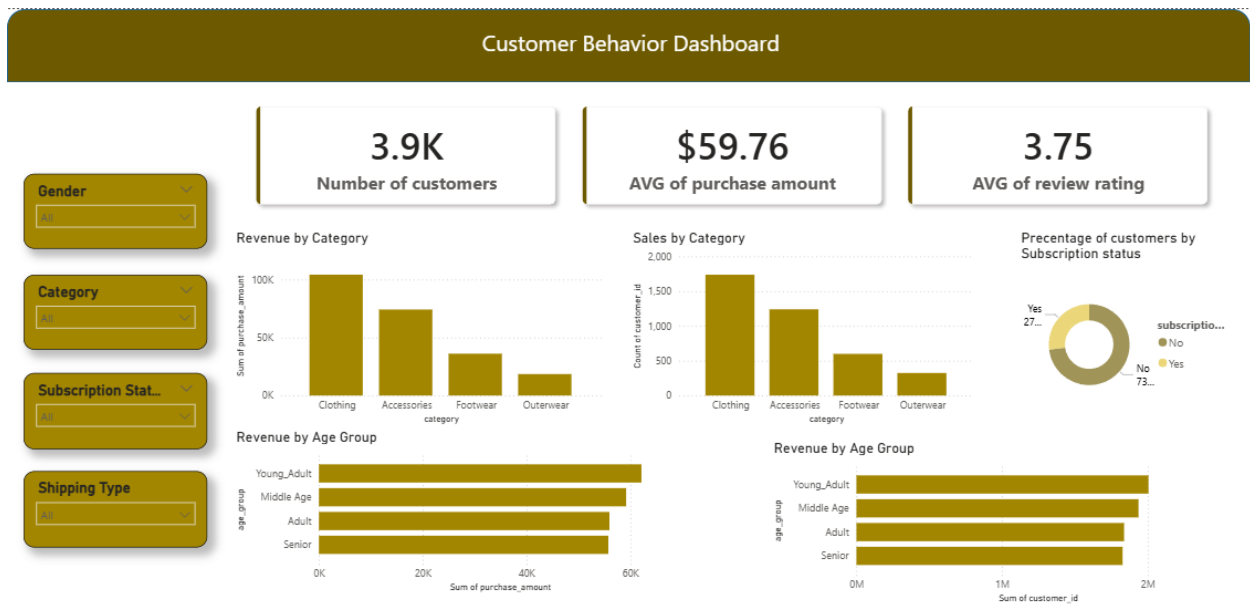 Customer Behavior Dashboard
3.9K
Number of customers
$59.76
AVG of purchase amount
3.75
AVG of review rating
Gender
All
Category
All
Subscription Stat...
All
Shipping Type
All
Revenue by Category
Sum of purchase_amount
100K
50K
0K
Clothing
Accessories
Footwear
Outerwear
category
Sales by Category
Count of customer_id
2,000
1,500
1,000
500
0
Clothing
Accessories
Footwear
Outerwear
category
Precentage of customers by
Subscription status
Yes
27...
No
73...
subscriptio...
No
Yes
Revenue by Age Group
age_group
Young_Adult
Middle Age
Adult
Senior
0K
20K
40K
60K
Sum of purchase_amount
Revenue by Age Group
age_group
Young_Adult
Middle Age
Adult
Senior
0M
1M
2M
Sum of customer_id